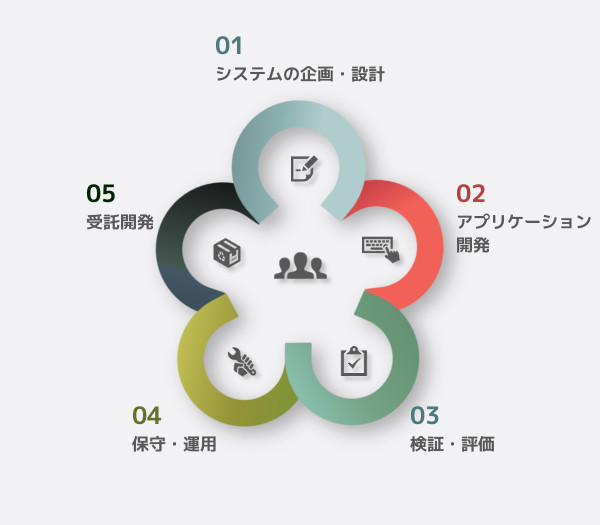 01
システムの企画・設計
02
アプリケーション
開発
03
検証・評価
04
保守・運用
05
受託開発